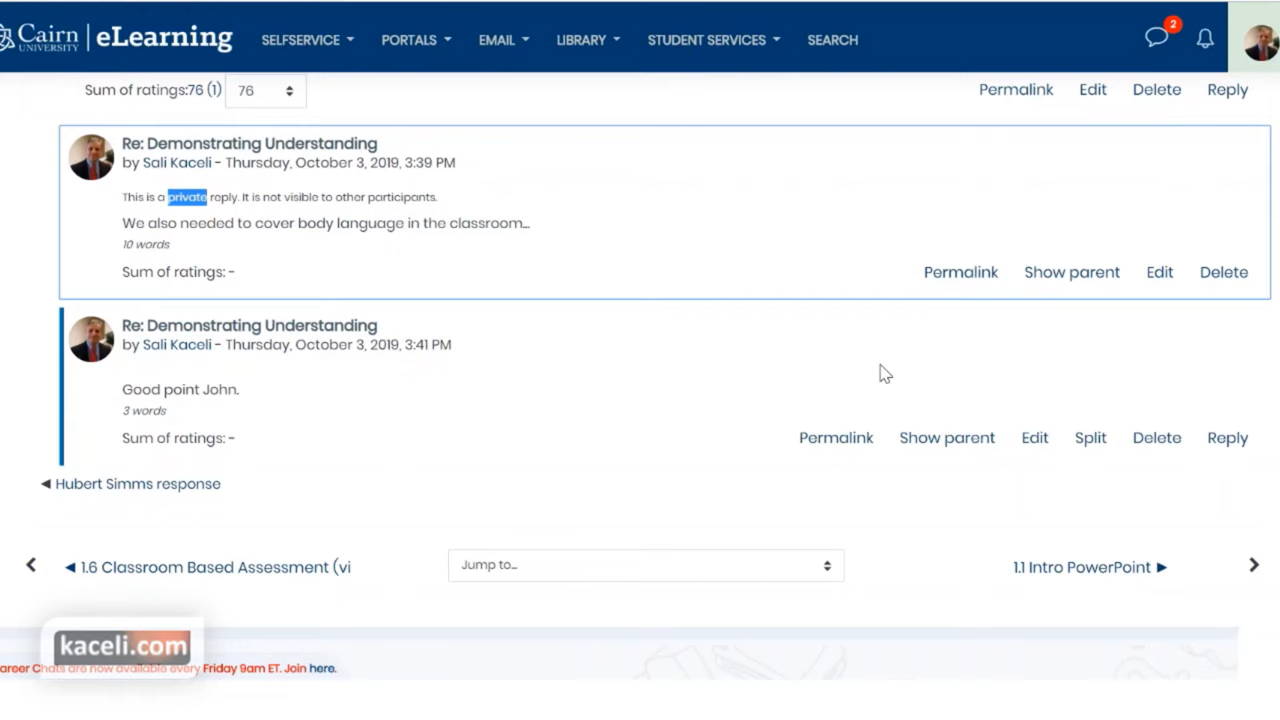 Cairn UNIVERSITY | eLearning SELFSERVICE PORTALS EMAIL LIBRARY STUDENT SERVICES SEARCH 2
Sum of ratings:76 (1) 76 Permalink Edit Delete Reply
Re: Demonstrating Understanding
by Sali Kaceli - Thursday, October 3, 2019, 3:39 PM
This is a private reply. It is not visible to other participants.
We also needed to cover body language in the classroom...
10 words
Sum of ratings: -
Permalink Show parent Edit Delete
Re: Demonstrating Understanding
by Sali Kaceli - Thursday, October 3, 2019, 3:41 PM
Good point John.
3 words
Sum of ratings: -
Permalink Show parent Edit Split Delete Reply
◄ Hubert Simms response
◄ 1.6 Classroom Based Assessment (vi Jump to... 1.1 Intro PowerPoint ►
kaceli.com
areer Chats are now available every Friday 9am ET. Join here.